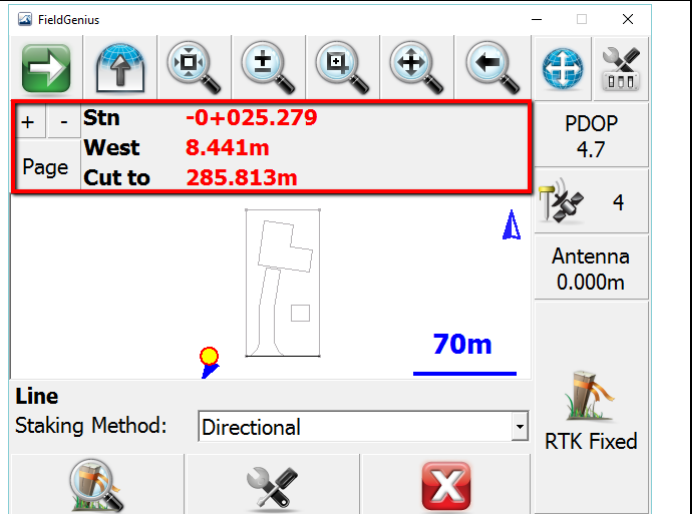 FieldGenius
+ - Stn -0+025.279
West 8.441m
Page
Cut to 285.813m
PDOP
4.7
4
Antenna
0.000m
70m
Line
Staking Method: Directional
RTK Fixed